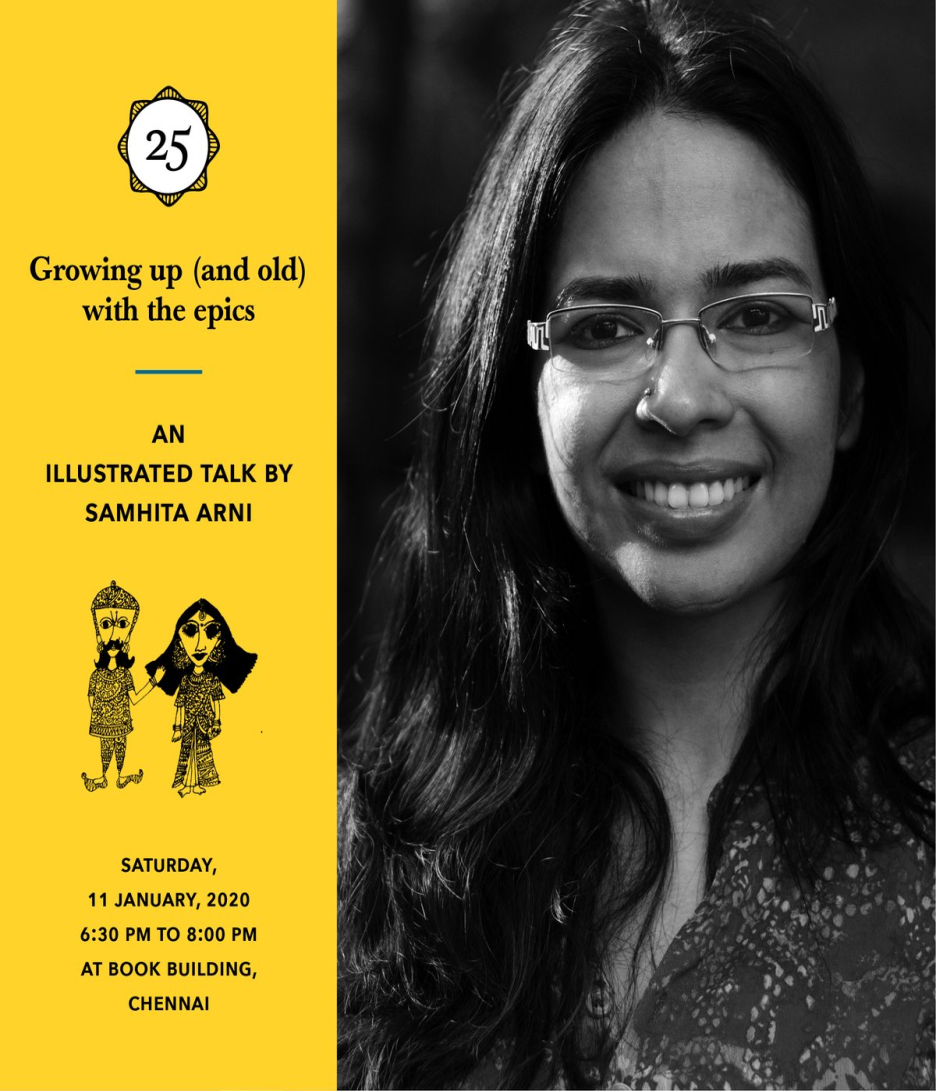 25
Growing up (and old)
with the epics
AN
ILLUSTRATED TALK BY
SAMHITA ARNI
SATURDAY,
11 JANUARY, 2020
6:30 PM TO 8:00 PM
AT BOOK BUILDING,
CHENNAI